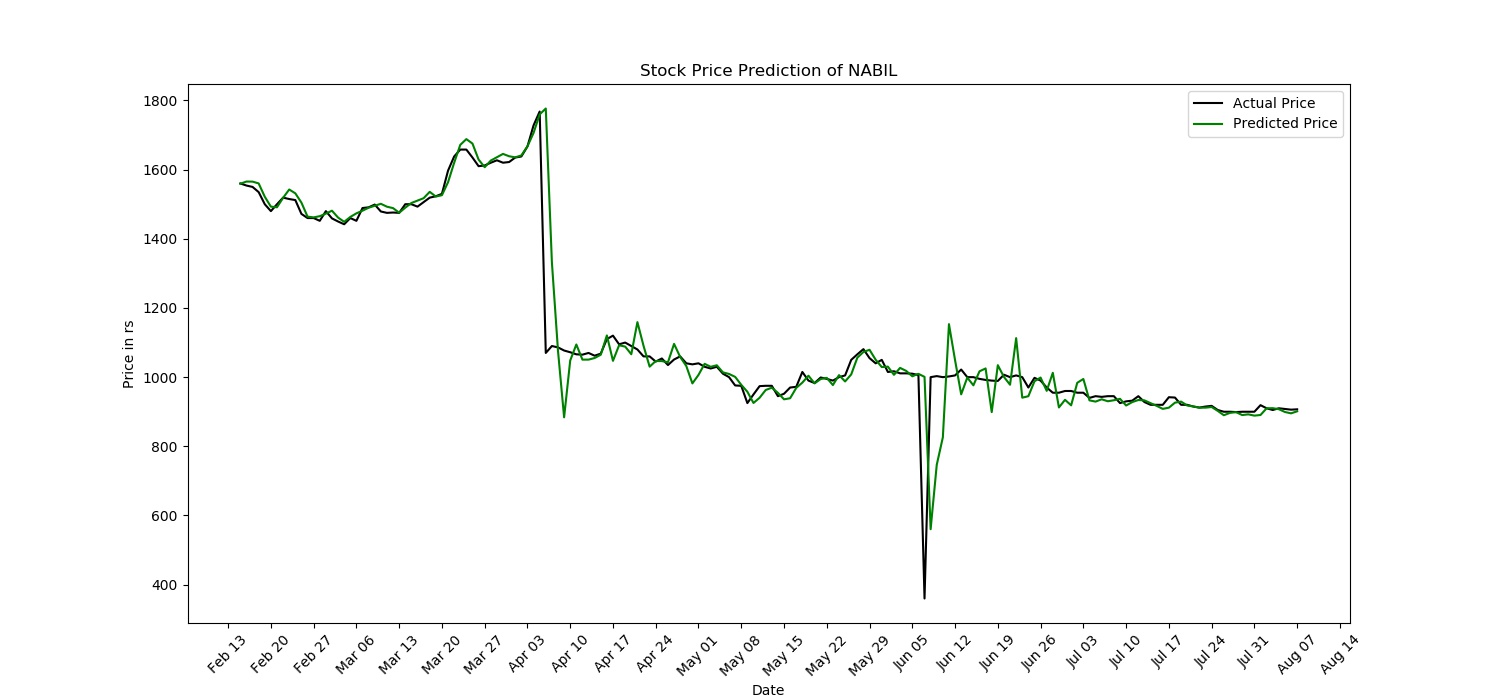 Stock Price Prediction of NABIL
Actual Price
Predicted Price
Price in rs
1800
1600
1400
1200
1000
800
600
400
Feb 13
Feb 20
Feb 27
Mar 06
Mar 13
Mar 20
Mar 27
Apr 03
Apr 10
Apr 17
Apr 24
May 01
May 08
May 15
May 22
May 29
Jun 05
Jun 12
Jun 19
Jun 26
Jul 03
Jul 10
Jul 17
Jul 24
Jul 31
Aug 07
Aug 14
Date